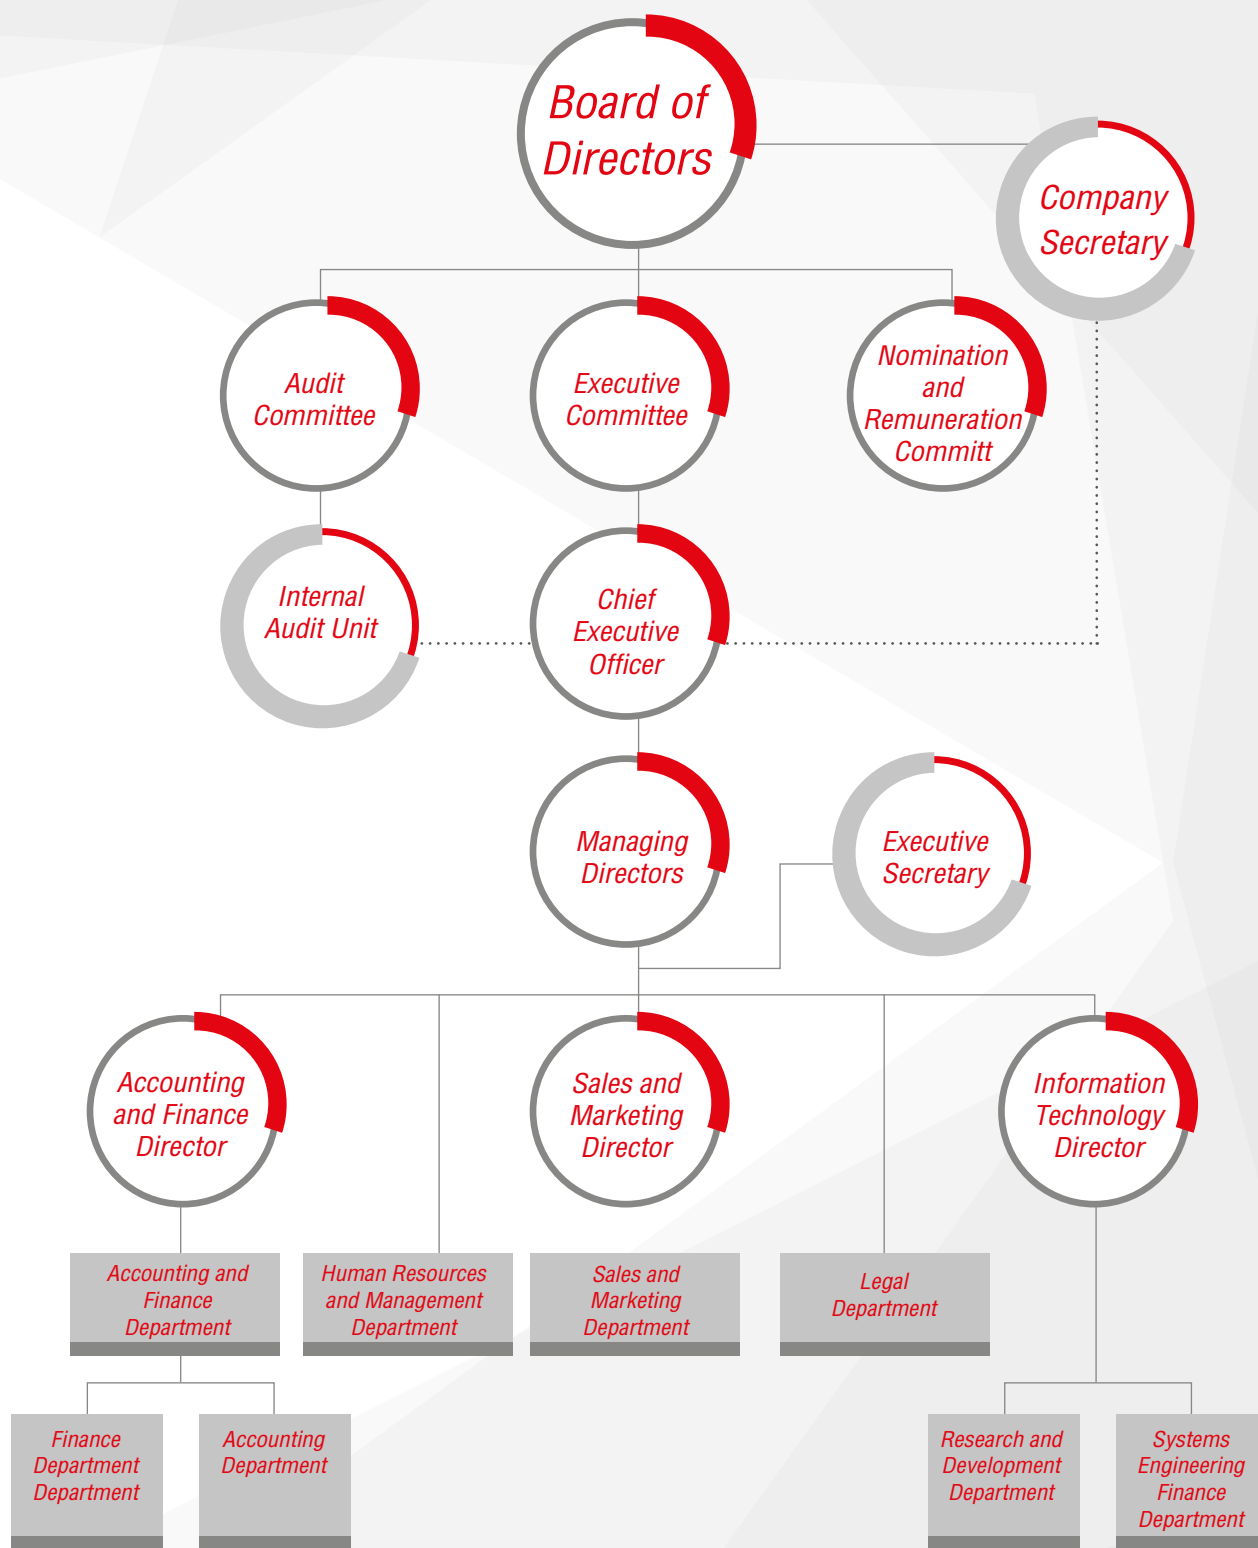 Board of
Directors
Company
Secretary
Audit
Committee
Executive
Committee
Nomination
and
Remuneration
Committ
Internal
Audit Unit
Chief
Executive
Officer
Managing
Directors
Executive
Secretary
Accounting
and Finance
Director
Sales and
Marketing
Director
Information
Technology
Director
Accounting and
Finance
Department
Human Resources
and Management
Department
Sales and
Marketing
Department
Legal
Department
Finance
Department
Department
Accounting
Department
Research and
Development
Department
Systems
Engineering
Finance
Department